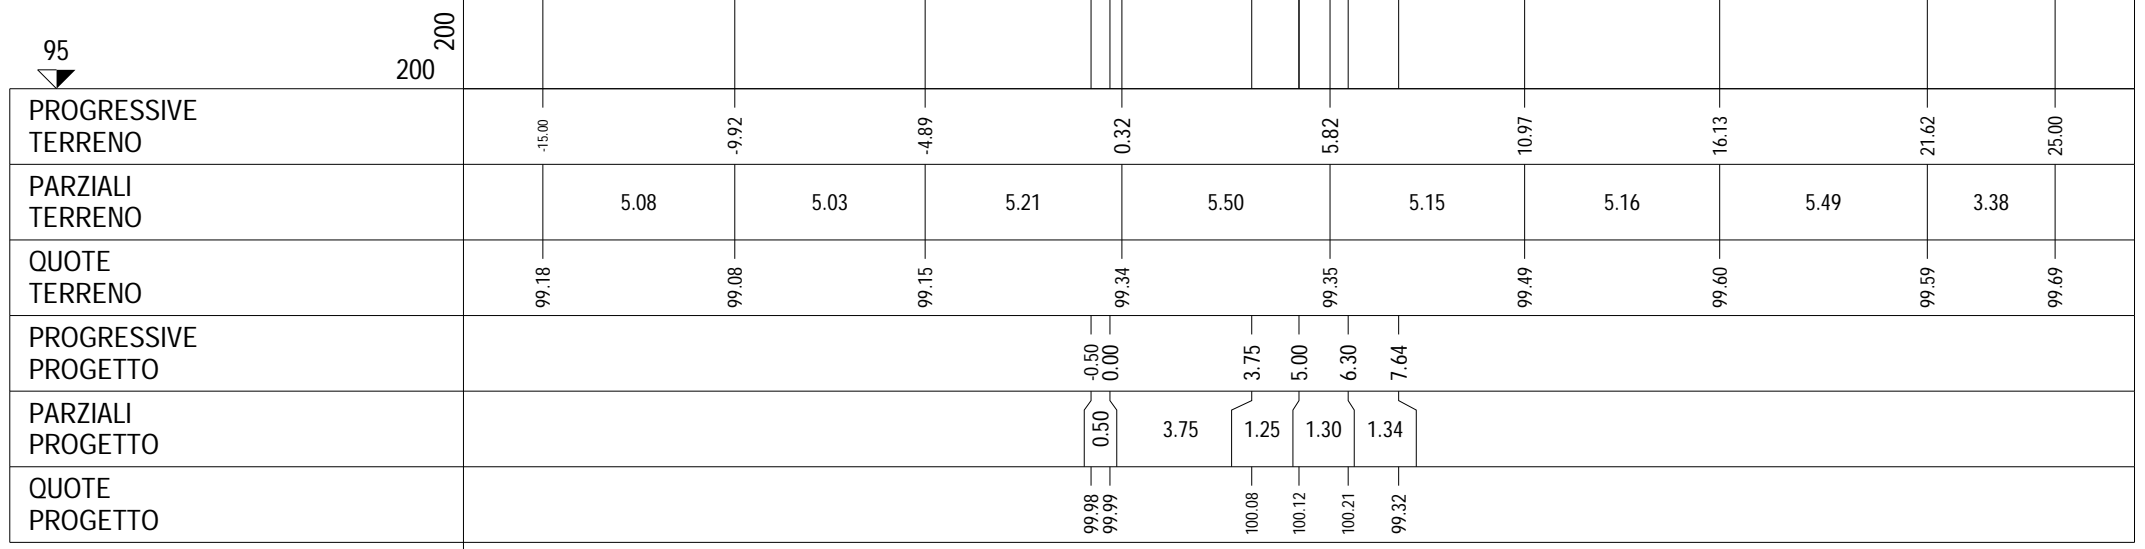 95
200
200
PROGRESSIVE
TERRENO
-15.00 -9.92 -4.89 0.32 5.82 10.97 16.13 21.62 25.00
PARZIALI
TERRENO
5.08 5.03 5.21 5.50 5.15 5.16 5.49 3.38
QUOTE
TERRENO
99.18 99.08 99.15 99.34 99.35 99.49 99.60 99.59 99.69
PROGRESSIVE
PROGETTO
-0.50 0.00 3.75 5.00 6.30 7.64
PARZIALI
PROGETTO
0.50 3.75 1.25 1.30 1.34
QUOTE
PROGETTO
99.98 99.99 100.08 100.12 100.21 99.32